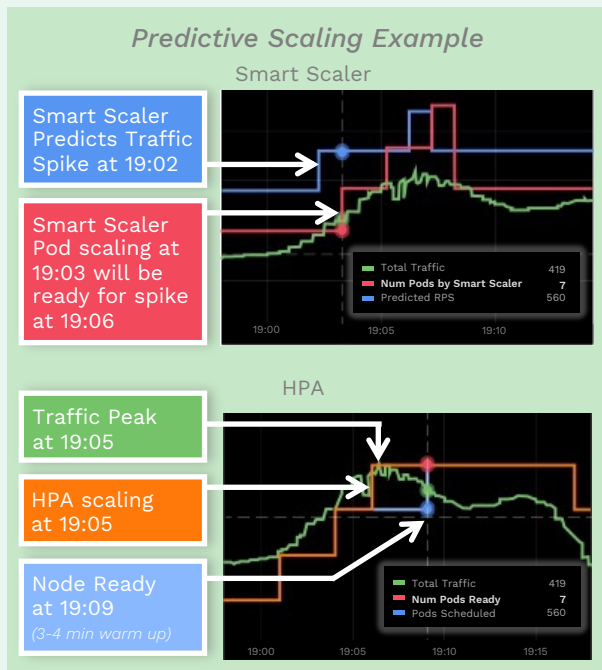 Predictive Scaling Example
Smart Scaler
Smart Scaler
Predicts Traffic
Spike at 19:02
Smart Scaler
Pod scaling at
19:03 will be
ready for spike
at 19:06
Total Traffic 419
Num Pods by Smart Scaler 7
Predicted RPS 560
19:00 19:05 19:10
HPA
Traffic Peak
at 19:05
HPA scaling
at 19:05
Node Ready
at 19:09
(3-4 min warm up)
Total Traffic 419
Num Pods Ready 7
Pods Scheduled 560
19:00 19:05 19:10 19:15